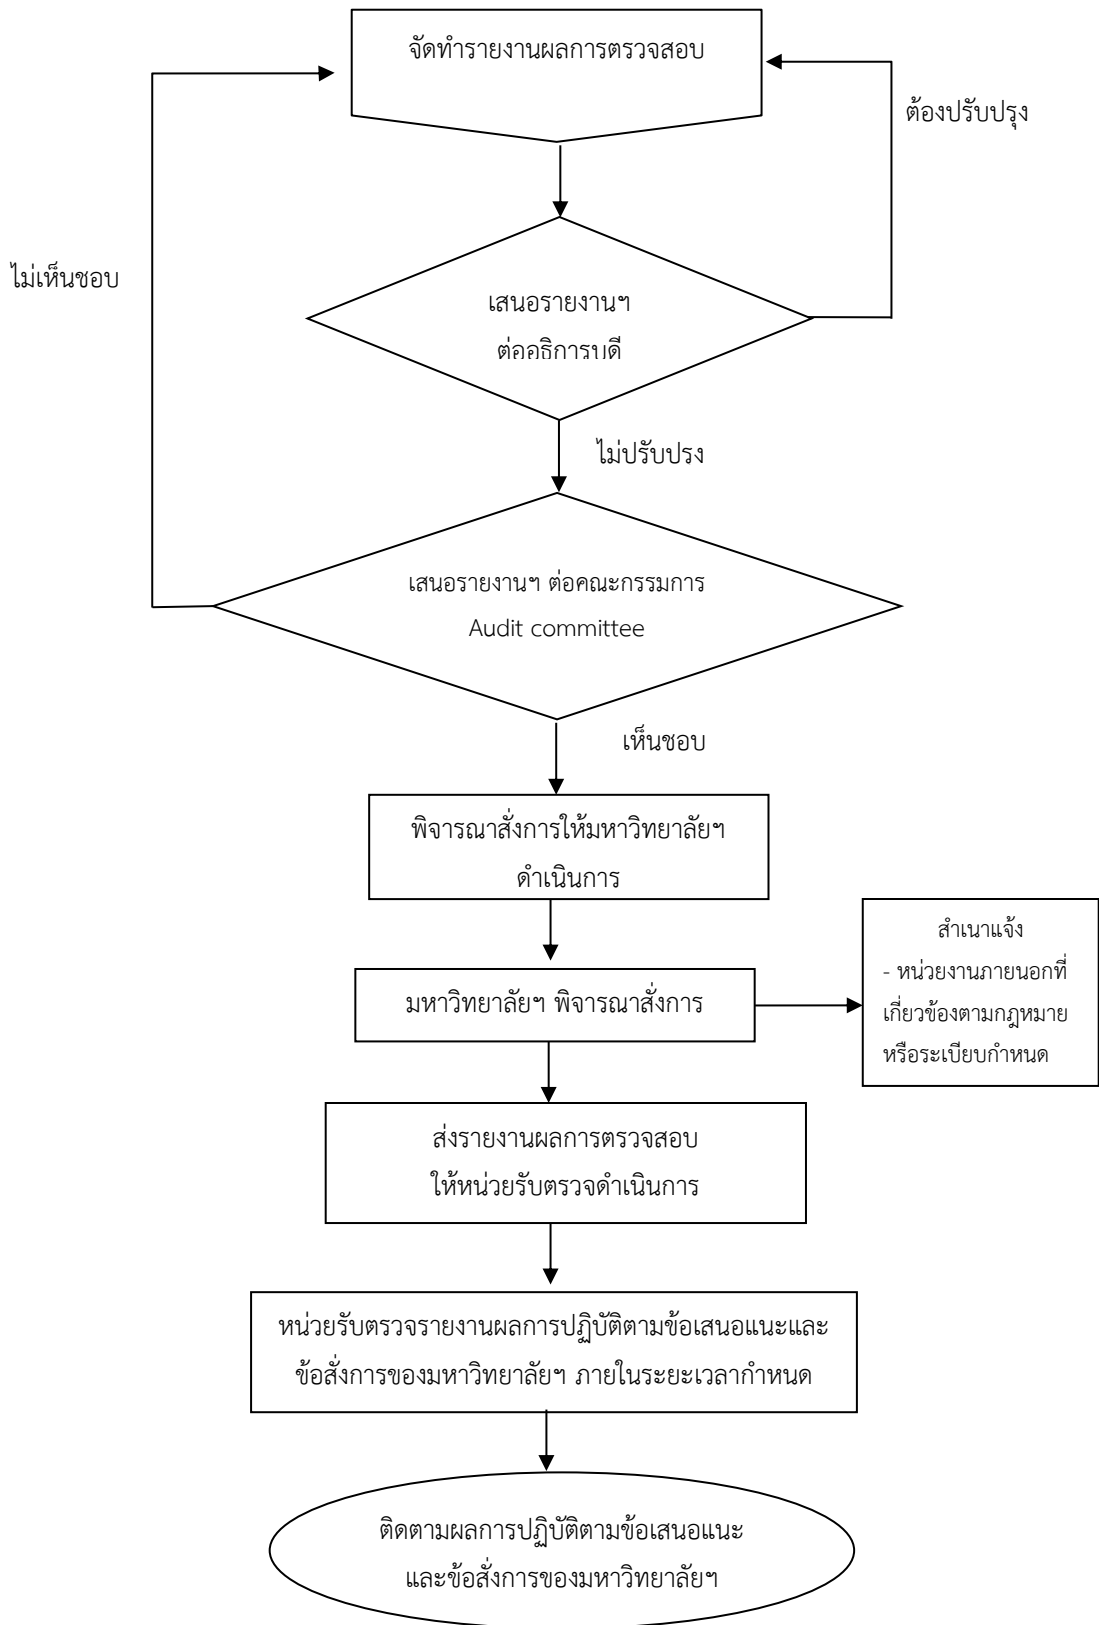 จัดทำรายงานผลการตรวจสอบ
ต้องปรับปรุง
ไม่เห็นชอบ
เสนอรายงานฯ
ต่ออธิการบดี
ไม่ปรับปรง
เสนอรายงานฯ ต่อคณะกรรมการ
Audit committee
เห็นชอบ
พิจารณาสั่งการให้มหาวิทยาลัยฯ
ดำเนินการ
มหาวิทยาลัยฯ พิจารณาสั่งการ
สำเนาแจ้ง
- หน่วยงานภายนอกที่
เกี่ยวข้องตามกฎหมาย
หรือระเบียบกำหนด
ส่งรายงานผลการตรวจสอบ
ให้หน่วยรับตรวจดำเนินการ
หน่วยรับตรวจรายงานผลการปฏิบัติตามข้อเสนอแนะและ
ข้อสั่งการของมหาวิทยาลัยฯ ภายในระยะเวลากำหนด
ติดตามผลการปฏิบัติตามข้อเสนอแนะ
และข้อสั่งการของมหาวิทยาลัยฯ